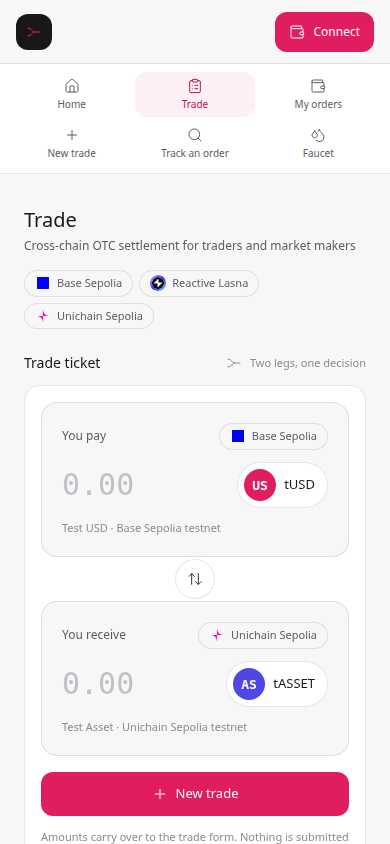 Connect
Home
Trade
My orders
New trade
Track an order
Faucet
Trade
Cross-chain OTC settlement for traders and market makers
Base Sepolia
Reactive Lasna
Unichain Sepolia
Trade ticket
Two legs, one decision
You pay
Base Sepolia
0.00
US
tUSD
Test USD · Base Sepolia testnet
You receive
Unichain Sepolia
0.00
AS
tASSET
Test Asset · Unichain Sepolia testnet
New trade
Amounts carry over to the trade form. Nothing is submitted